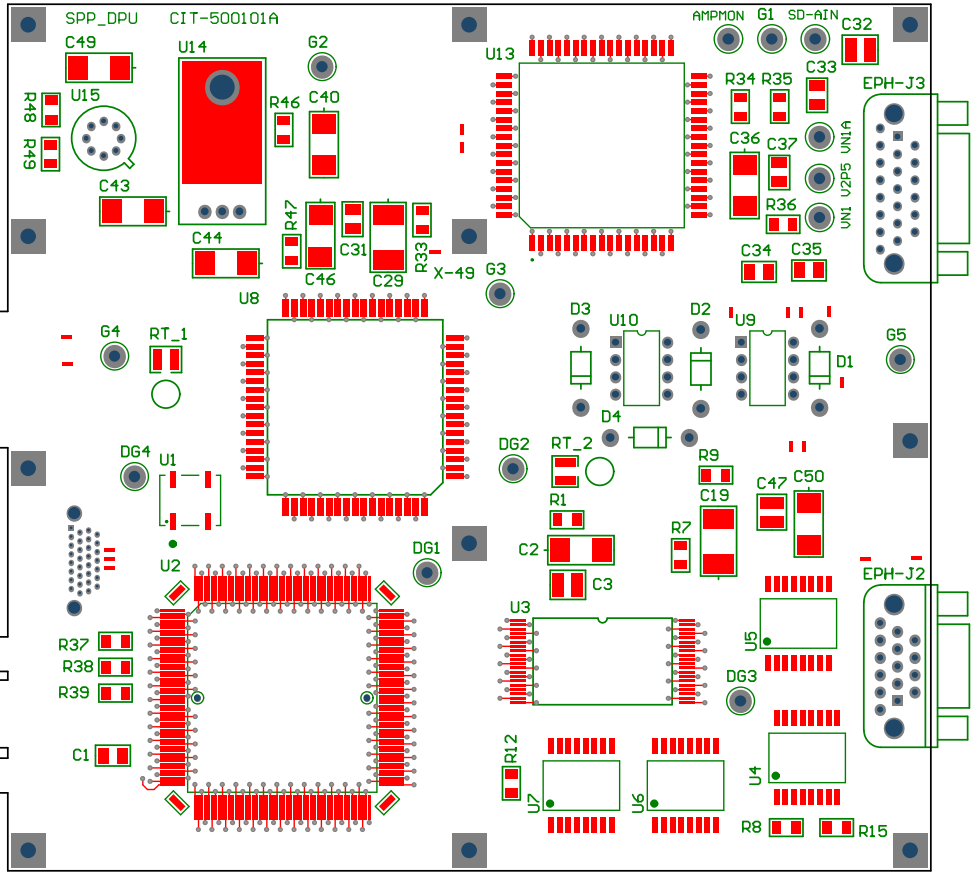 SPP_DPU CIT-500101A
AMPMON G1 SD-AIN
C49 U14 G2 U13 C32
C33
R34 R35
EPH-J3
U15 R48
R46 C40
VN1A
R49 C36 C37
V2P5
C43 R36 VN1
R47
C44 C31 R33
C46 C29 X-49 G3 C34 C35
U8
D3 U10 D2 U9
G4 RT_1 G5
D1
D4
DG4 U1 DG2 RT_2 R9
C47 C50
R1 C19
R7
C2
DG1
U2 C3 EPH-J2
U3
R37 U5
R38
R39 DG3
C1 R12
U4
U7 U6
R8 R15